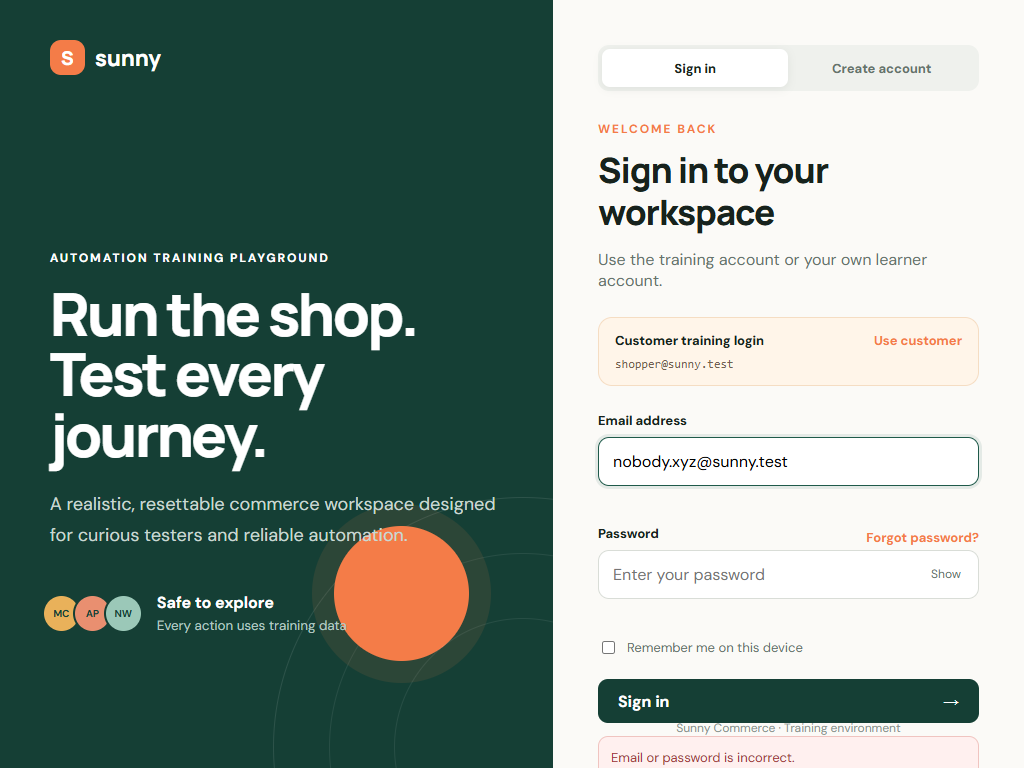 S sunny
AUTOMATION TRAINING PLAYGROUND
Run the shop.
Test every
journey.
A realistic, resettable commerce workspace designed
for curious testers and reliable automation.
MC AP NW
Safe to explore
Every action uses training data
Sign in
Create account
WELCOME BACK
Sign in to your
workspace
Use the training account or your own learner
account.
Customer training login
Use customer
shopper@sunny.test
Email address
nobody.xyz@sunny.test
Password
Forgot password?
Enter your password
Show
Remember me on this device
Sign in →
Sunny Commerce · Training environment
Email or password is incorrect.